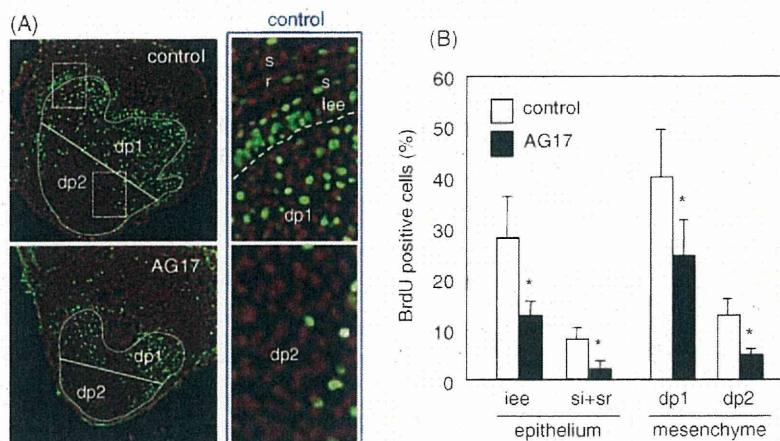 (A)
control
dp1
dp2
AG17
dp1
dp2
control
s
r
s
iee
dp1
dp2
(B)
BrdU positive cells (%)
60
50
40
30
20
10
0
control
AG17
*
*
*
*
iee
si+sr
dp1
dp2
epithelium
mesenchyme